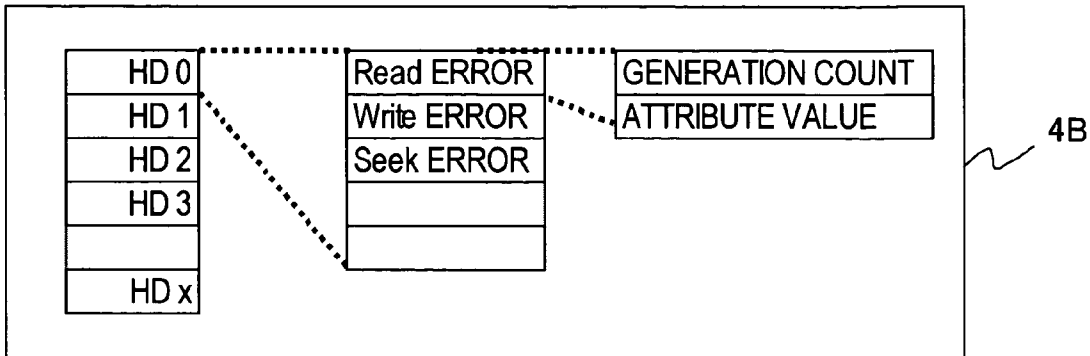 HD 0
HD 1
HD 2
HD 3
HD x
Read ERROR
Write ERROR
Seek ERROR
GENERATION COUNT
ATTRIBUTE VALUE
4B